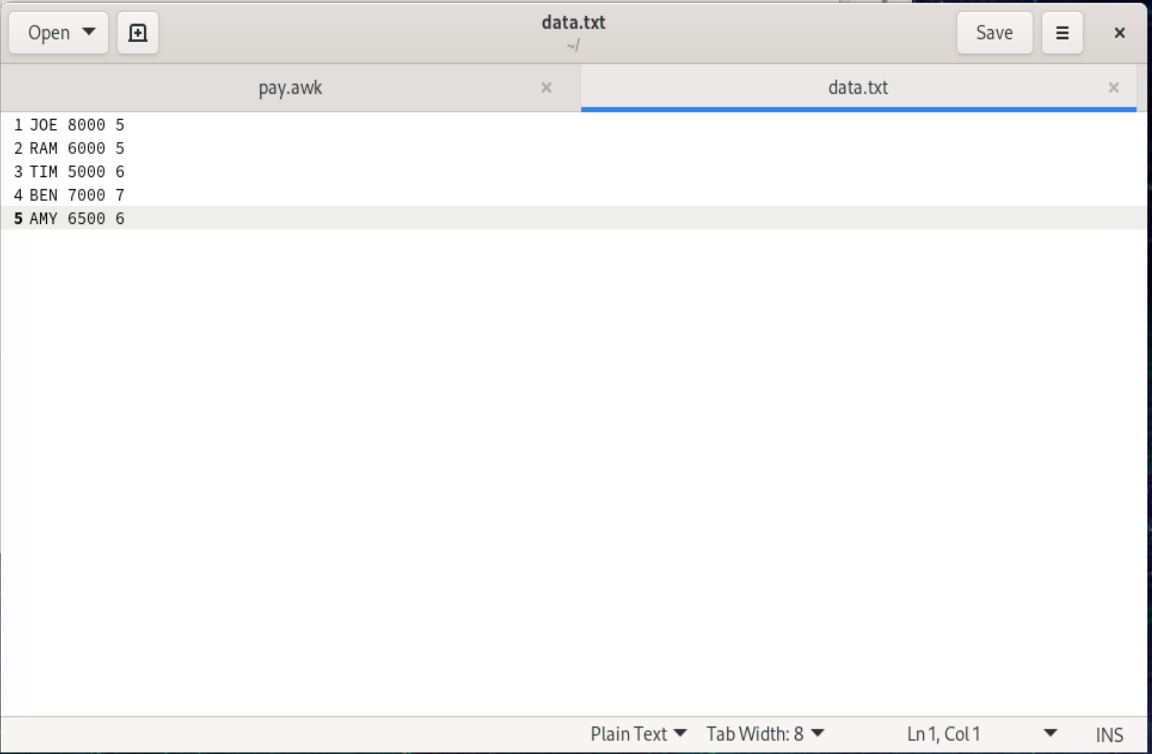 Open
data.txt
~/
Save
pay.awk
data.txt
1 JOE 8000 5
2 RAM 6000 5
3 TIM 5000 6
4 BEN 7000 7
5 AMY 6500 6
Plain Text Tab Width: 8 Ln 1, Col 1 INS